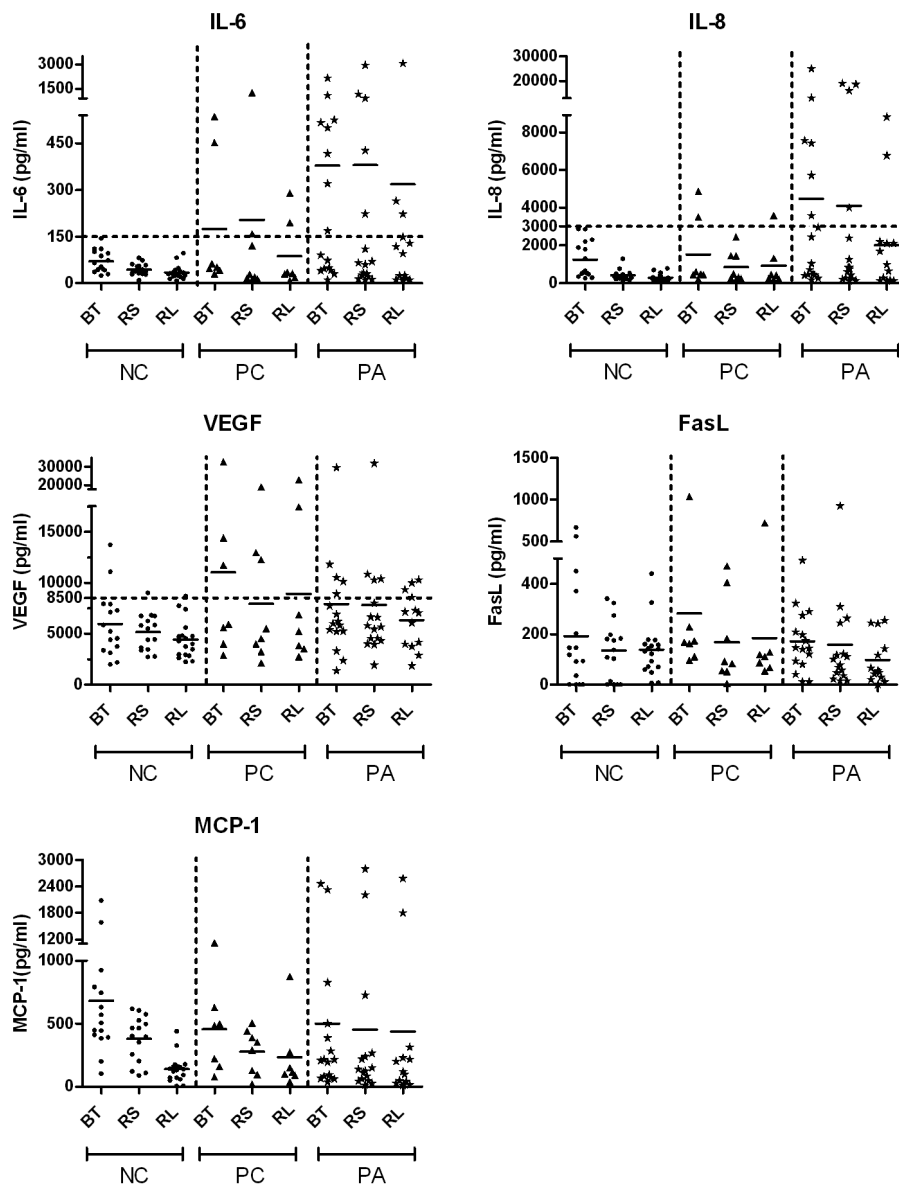 IL-6
IL-6 (pg/ml)
3000
1500
450
300
150
0
BT RS RL BT RS RL BT RS RL
NC PC PA
IL-8
IL-8 (pg/ml)
30000
20000
8000
6000
4000
3000
2000
0
BT RS RL BT RS RL BT RS RL
NC PC PA
VEGF
VEGF (pg/ml)
30000
20000
15000
10000
8500
5000
0
BT RS RL BT RS RL BT RS RL
NC PC PA
FasL
FasL (pg/ml)
1500
1000
500
400
200
0
BT RS RL BT RS RL BT RS RL
NC PC PA
MCP-1
MCP-1(pg/ml)
3000
2400
1800
1200
1000
500
0
BT RS RL BT RS RL BT RS RL
NC PC PA